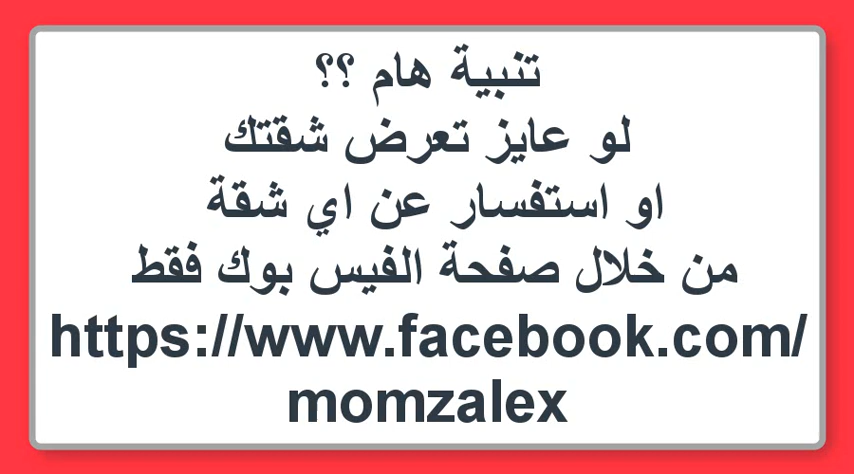 تنبية هام ؟؟
لو عايز تعرض شقتك
او استفسار عن اي شقة
من خلال صفحة الفيس بوك فقط
https://www.facebook.com/
momzalex